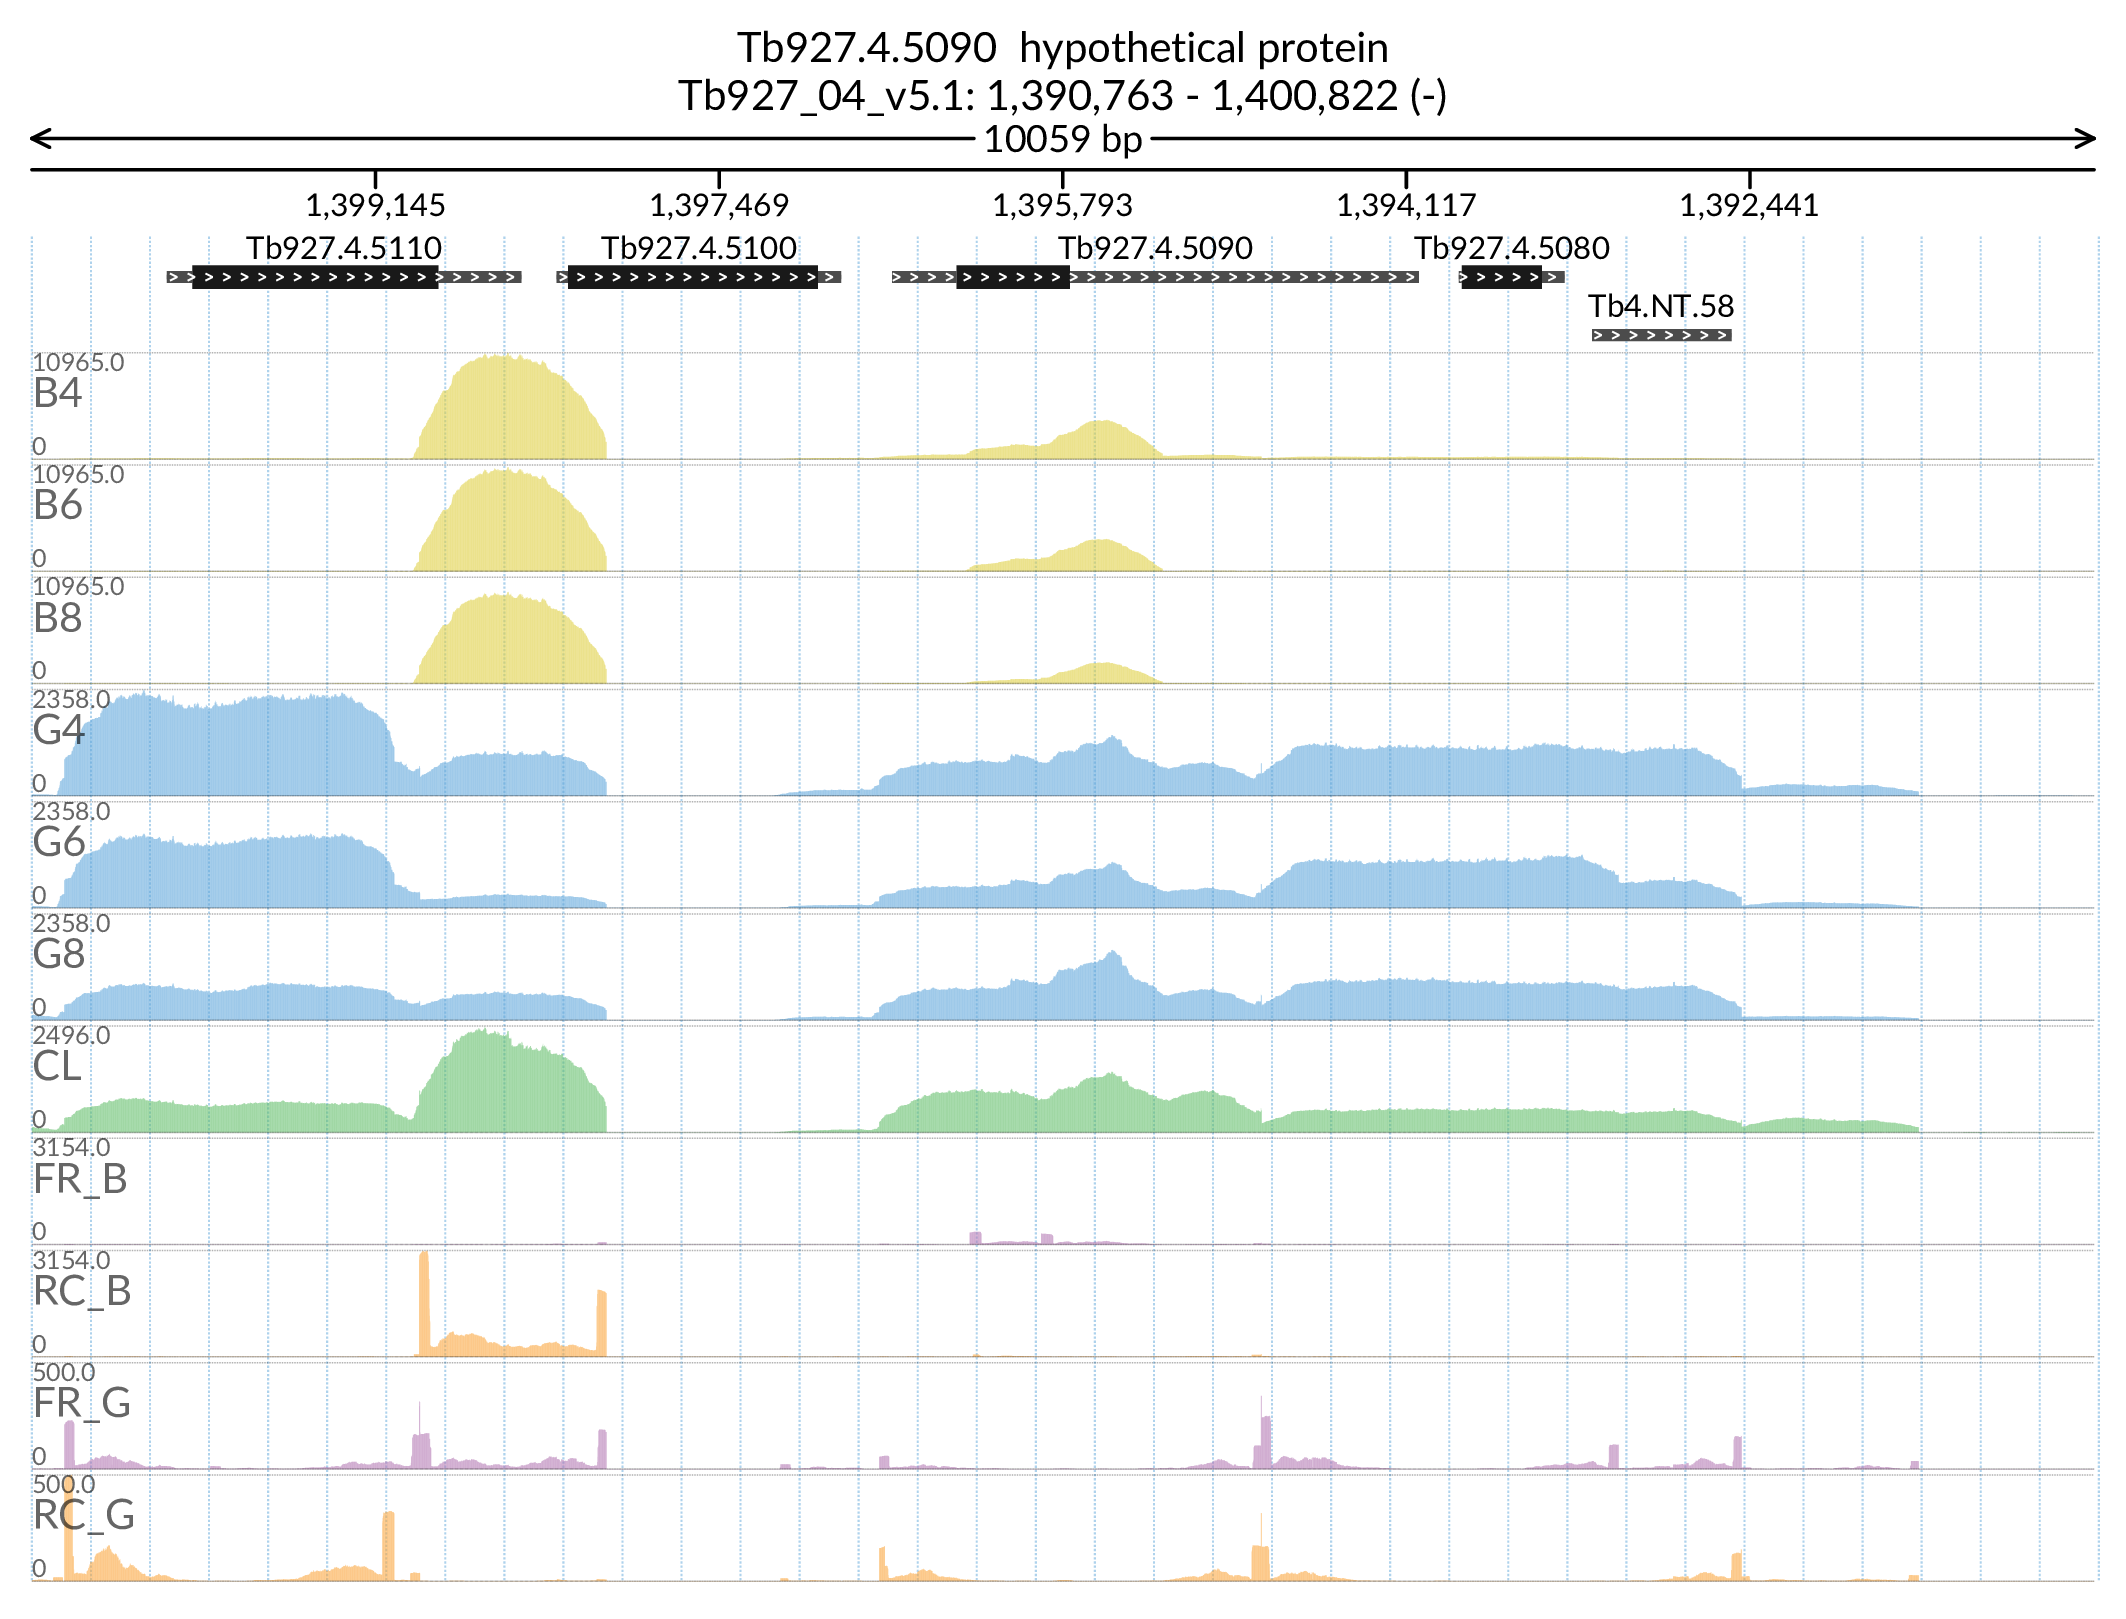 Tb927.4.5090  hypothetical protein
Tb927_04_v5.1: 1,390,763 - 1,400,822 (-)
10059 bp
1,399,145 1,397,469 1,395,793 1,394,117 1,392,441
Tb927.4.5110 Tb927.4.5100 Tb927.4.5090 Tb927.4.5080
Tb4.NT.58
10965.0
B4
0
10965.0
B6
0
10965.0
B8
0
2358.0
G4
0
2358.0
G6
0
2358.0
G8
0
2496.0
CL
0
3154.0
FR_B
0
3154.0
RC_B
0
500.0
FR_G
0
500.0
RC_G
0